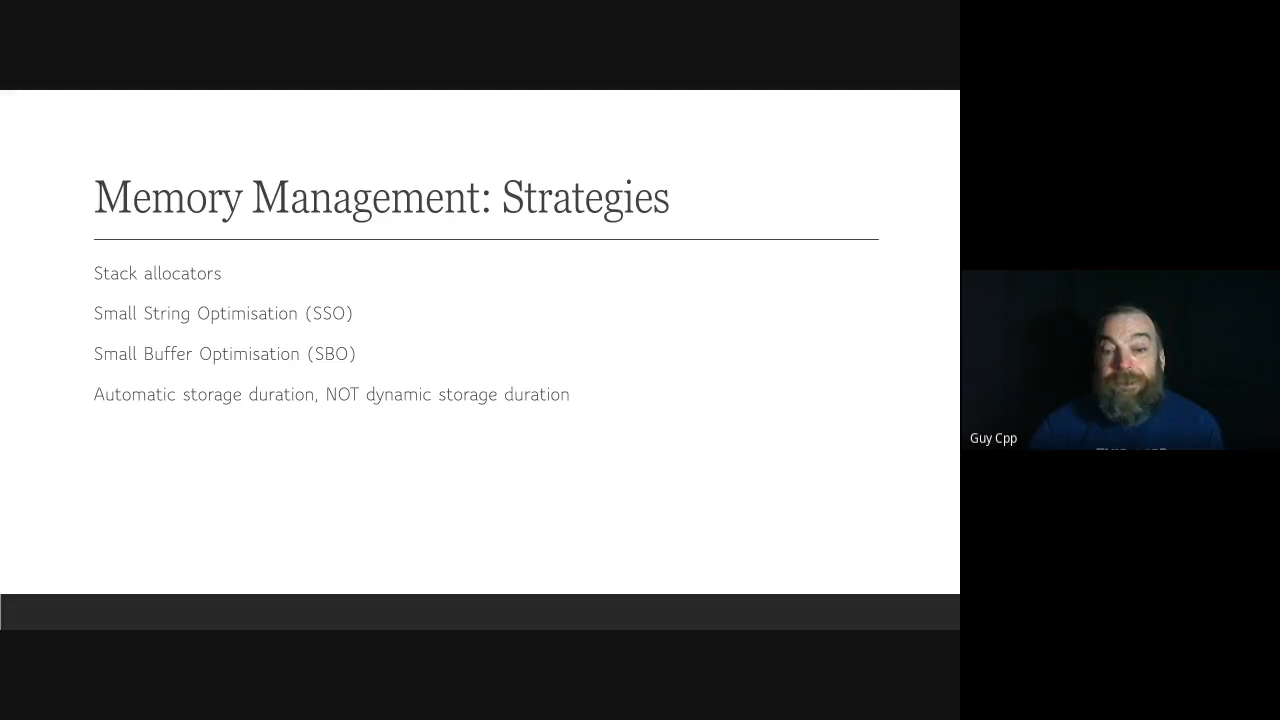 Memory Management: Strategies
Stack allocators
Small String Optimisation (SSO)
Small Buffer Optimisation (SBO)
Automatic storage duration, NOT dynamic storage duration
Guy Cpp